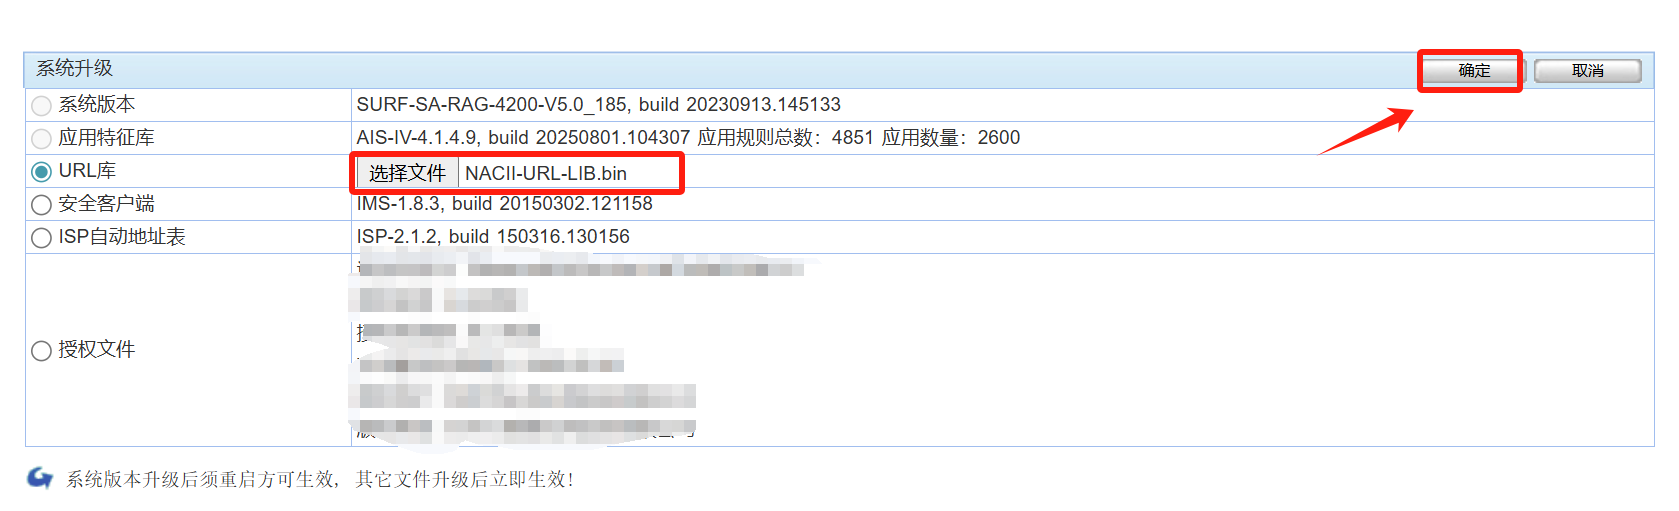 系统升级 确定 取消
系统版本 SURF-SA-RAG-4200-V5.0_185, build 20230913.145133
应用特征库 AIS-IV-4.1.4.9, build 20250801.104307 应用规则总数：4851 应用数量：2600
URL库 选择文件 NACII-URL-LIB.bin
安全客户端 IMS-1.8.3, build 20150302.121158
ISP自动地址表 ISP-2.1.2, build 150316.130156
授权文件
系统版本升级后须重启方可生效，其它文件升级后立即生效！